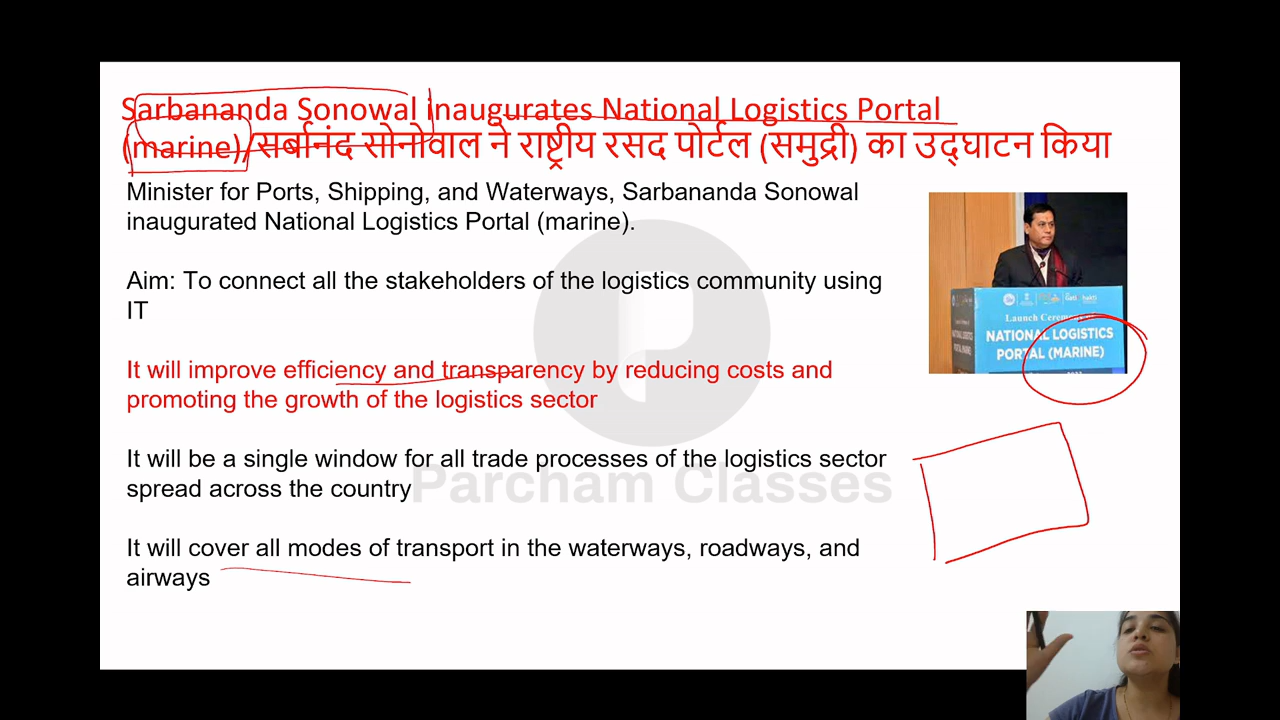 Sarbananda Sonowal inaugurates National Logistics Portal
(marine)/सर्बानंद सोनोवाल ने राष्ट्रीय रसद पोर्टल (समुद्री) का उद्घाटन किया
Minister for Ports, Shipping, and Waterways, Sarbananda Sonowal
inaugurated National Logistics Portal (marine).
Aim: To connect all the stakeholders of the logistics community using
IT
It will improve efficiency and transparency by reducing costs and
promoting the growth of the logistics sector
It will be a single window for all trade processes of the logistics sector
spread across the country
It will cover all modes of transport in the waterways, roadways, and
airways
Parcham Classes
Launch Ceremony of
NATIONAL LOGISTICS
PORTAL (MARINE)